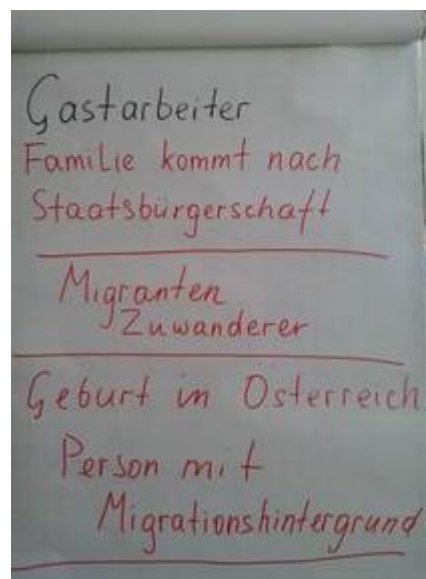 Gastarbeiter
Familie kommt nach
Staatsbürgerschaft
Migranten
Zuwanderer
Geburt in Österreich
Person mit
Migrationshintergrund